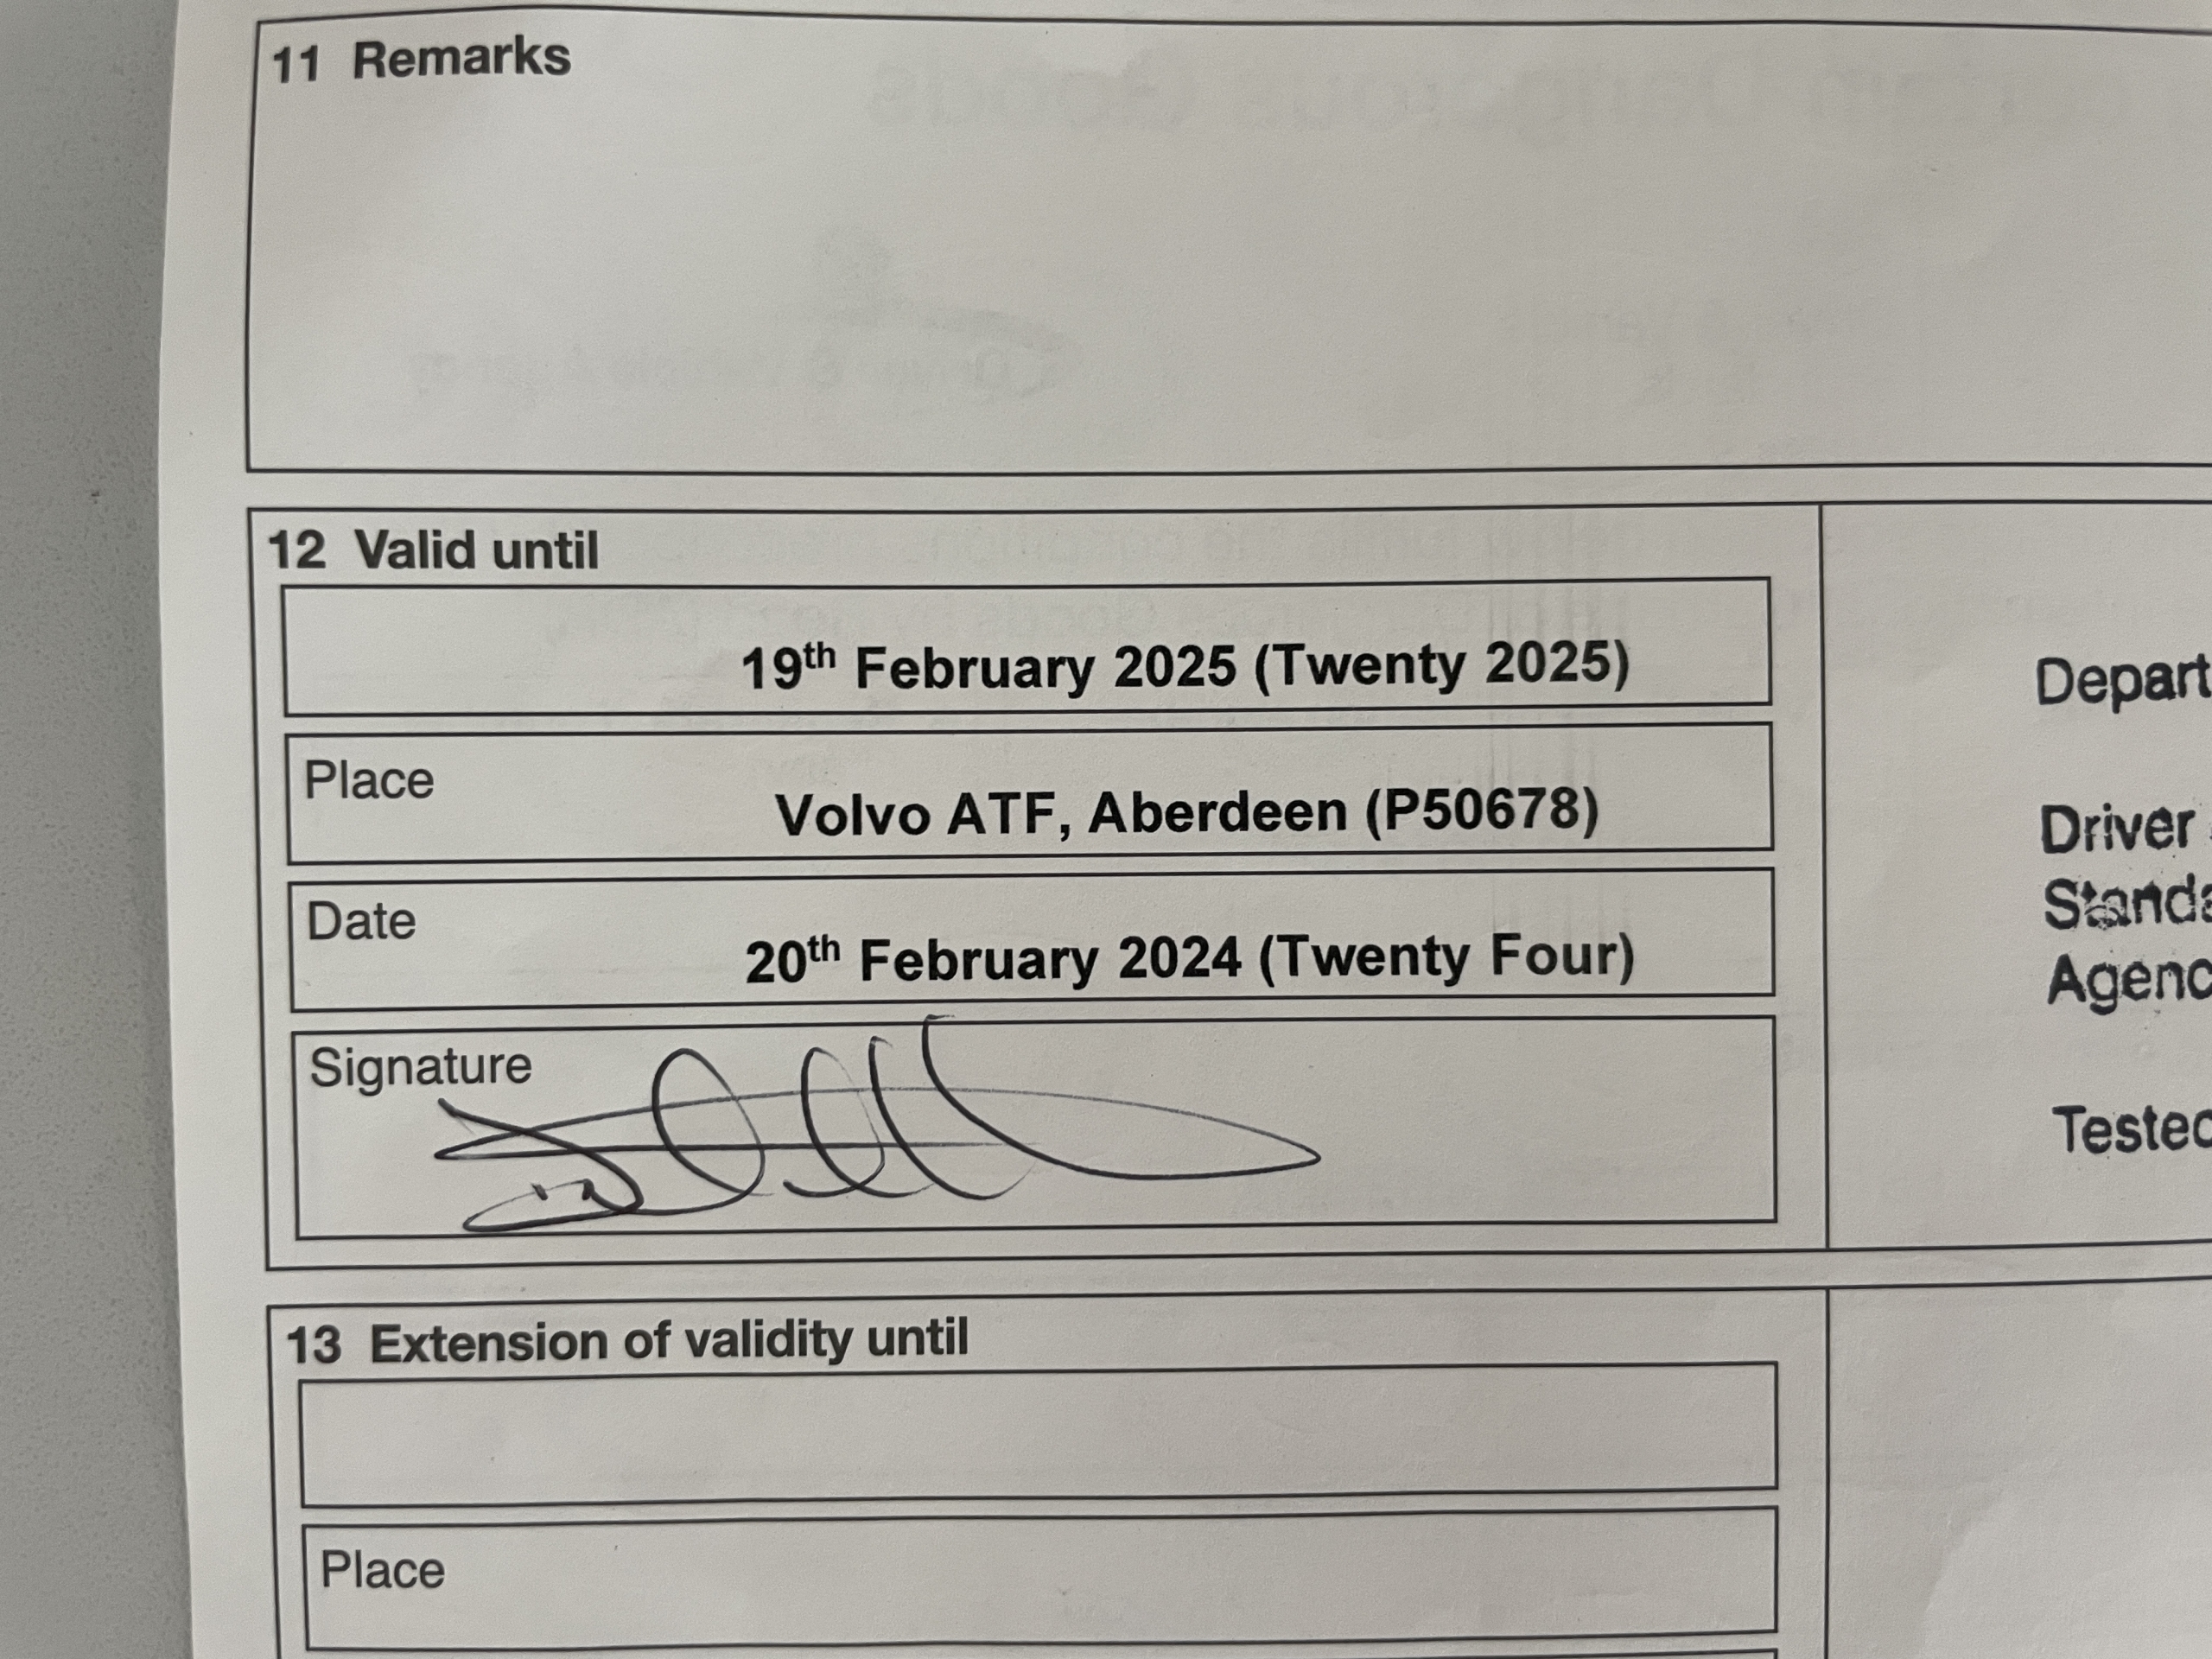 11 Remarks
12 Valid until
19th February 2025 (Twenty 2025)
Depart
Place
Volvo ATF, Aberdeen (P50678)
Driver
Date
Standa
20th February 2024 (Twenty Four)
Agenc
Signature
Tested
13 Extension of validity until
Place